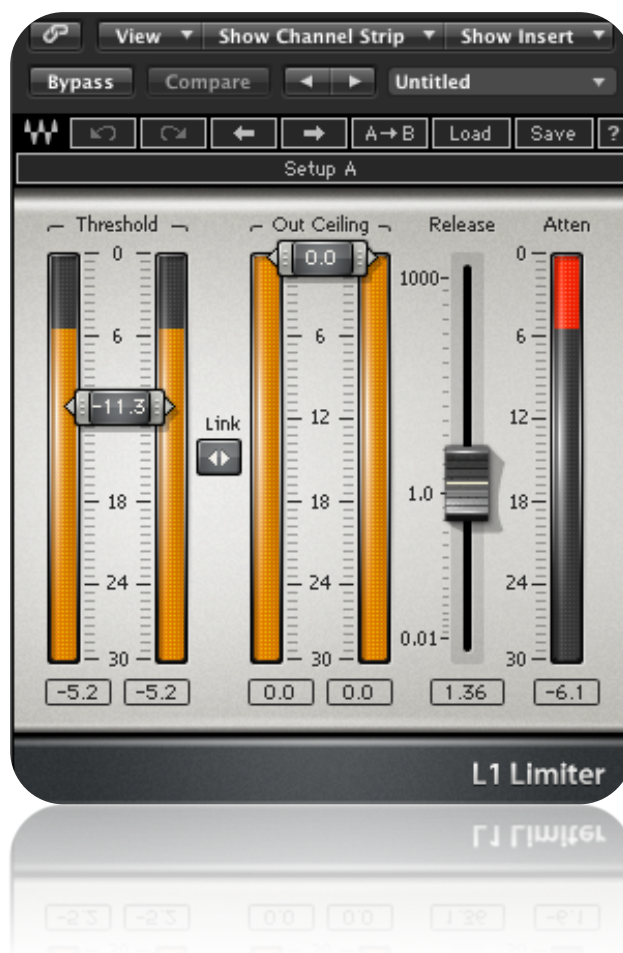 View ▼ Show Channel Strip ▼ Show Insert ▼
Bypass Compare ◄ ► Untitled ▼
A→B Load Save ?
Setup A
Threshold Out Ceiling Release Atten
0 0.0 1000 0
6 6 6
-11.3 Link 12 12
18 18 1.0 18
24 24 24
30 30 0.01 30
-5.2 -5.2 0.0 0.0 1.36 -6.1
L1 Limiter